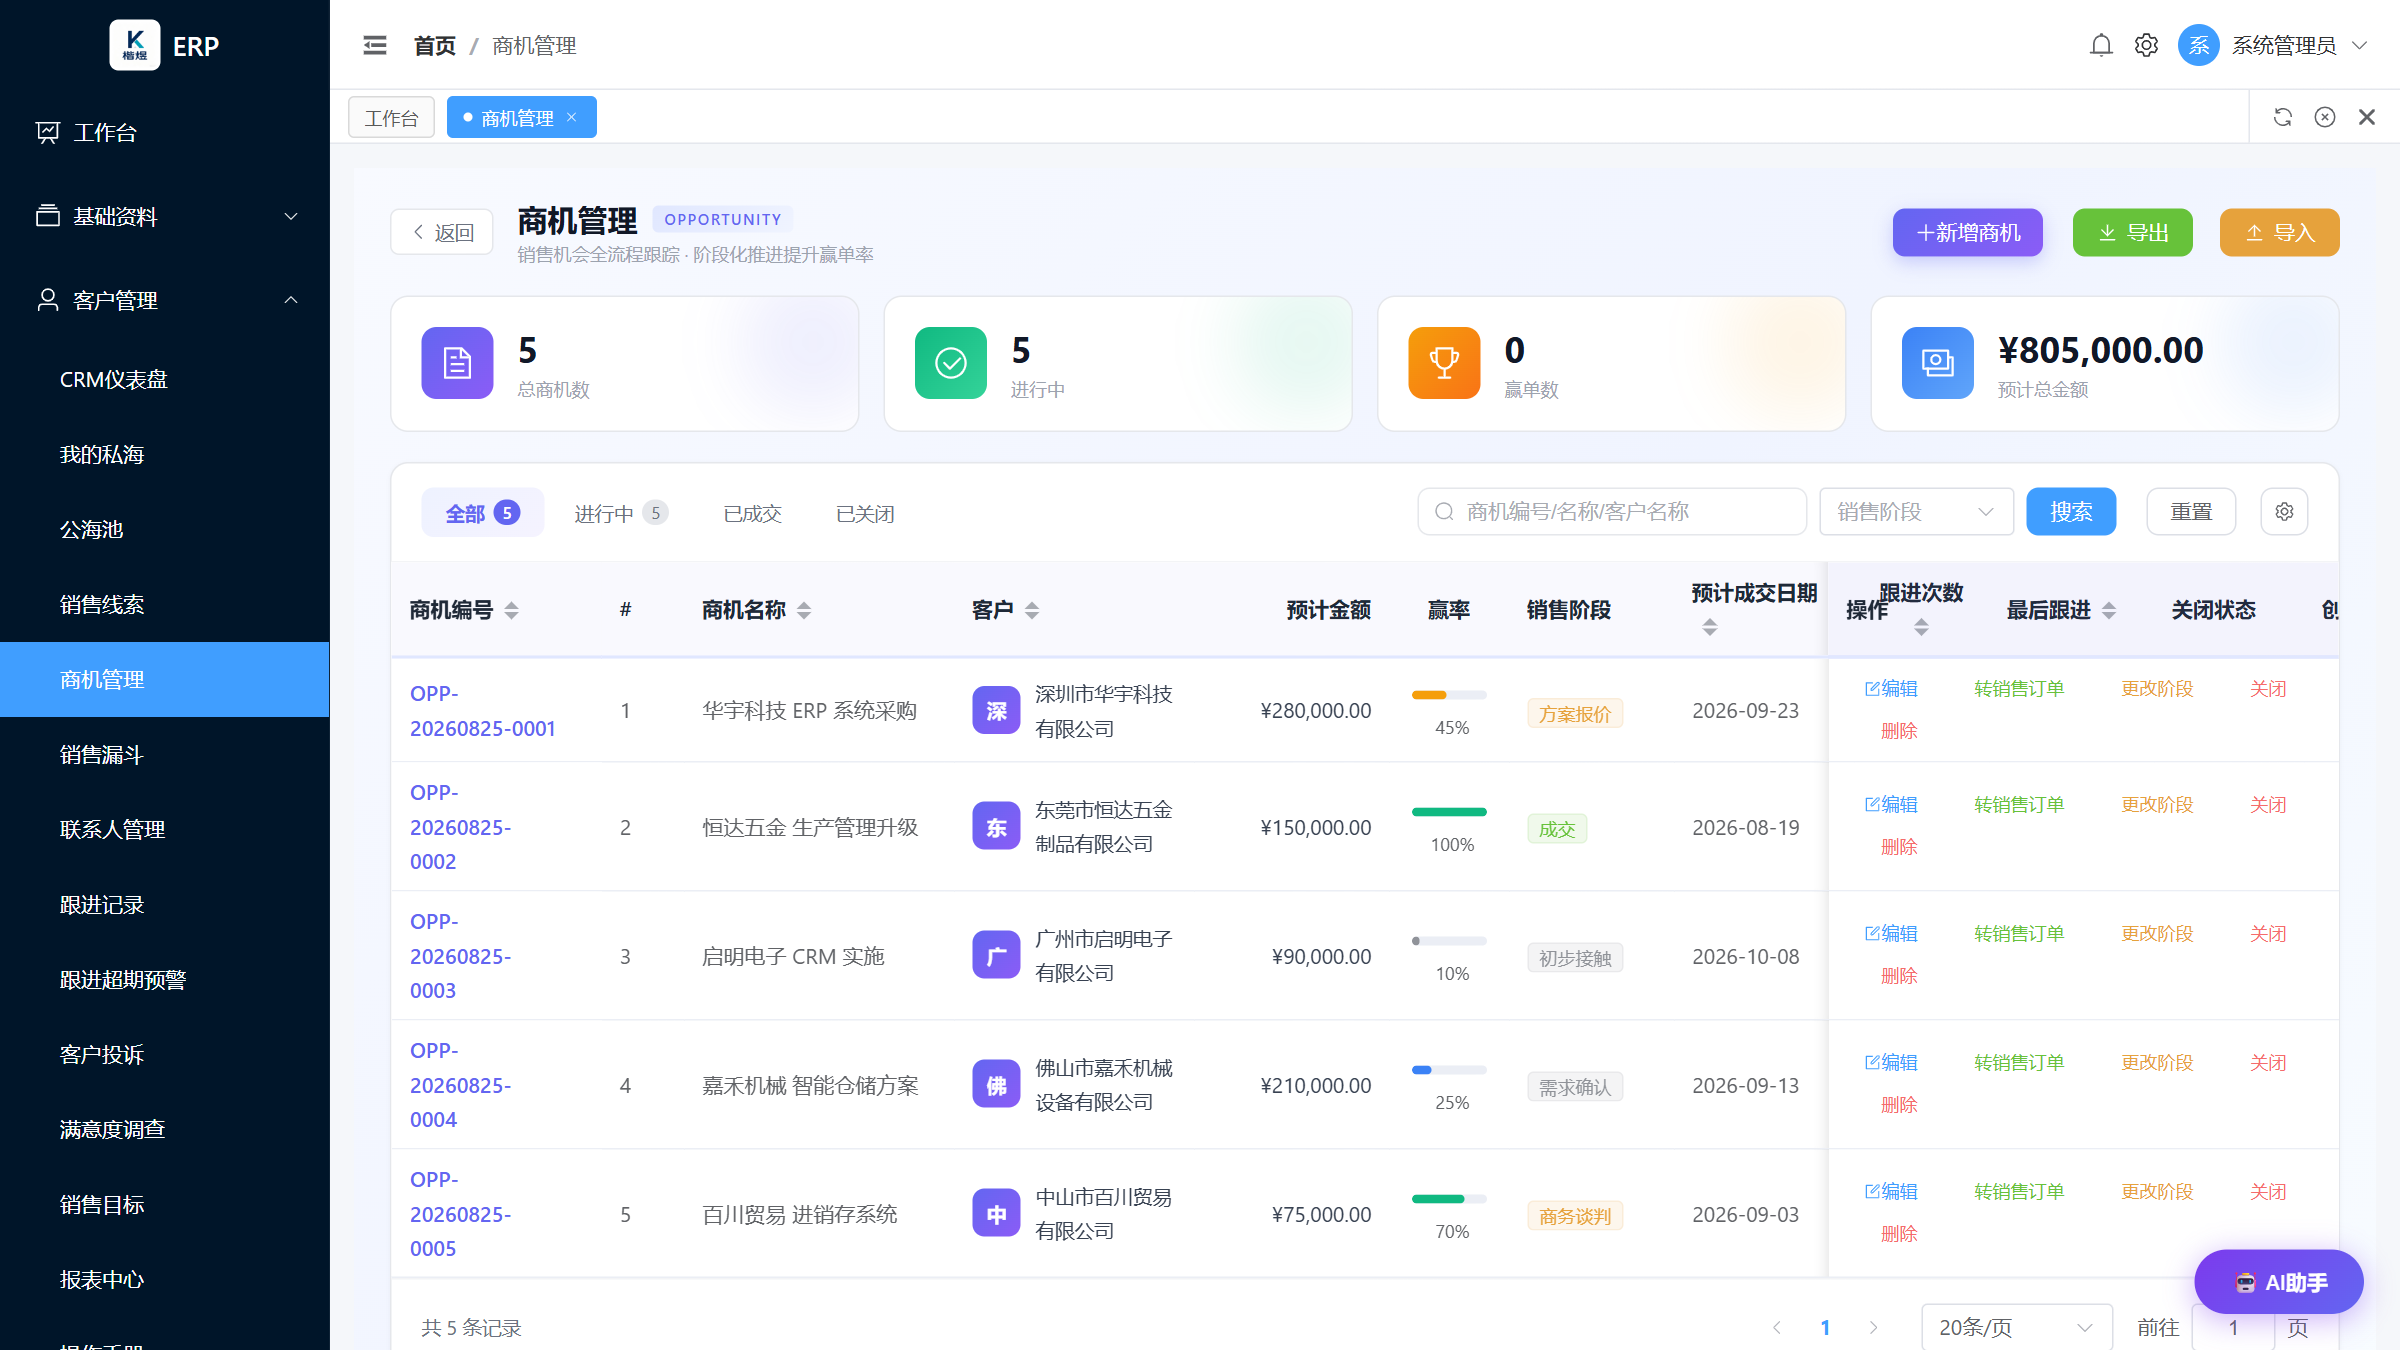 K
楷煜
ERP
工作台
基础资料
客户管理
CRM仪表盘
我的私海
公海池
销售线索
商机管理
销售漏斗
联系人管理
跟进记录
跟进超期预警
客户投诉
满意度调查
销售目标
报表中心
首页 / 商机管理
系 系统管理员
工作台
商机管理
返回
商机管理 OPPORTUNITY
销售机会全流程跟踪 · 阶段化推进提升赢单率
+新增商机
导出
导入
5
总商机数
5
进行中
0
赢单数
¥805,000.00
预计总金额
全部 5
进行中 5
已成交
已关闭
商机编号/名称/客户名称
销售阶段
搜索
重置
商机编号 # 商机名称 客户 预计金额 赢率 销售阶段 预计成交日期 操作 跟进次数 最后跟进 关闭状态 创
OPP-
20260825-0001
1
华宇科技 ERP 系统采购
深
深圳市华宇科技
有限公司
¥280,000.00
45%
方案报价
2026-09-23
编辑 转销售订单 更改阶段 关闭
删除
OPP-
20260825-
0002
2
恒达五金 生产管理升级
东
东莞市恒达五金
制品有限公司
¥150,000.00
100%
成交
2026-08-19
编辑 转销售订单 更改阶段 关闭
删除
OPP-
20260825-
0003
3
启明电子 CRM 实施
广
广州市启明电子
有限公司
¥90,000.00
10%
初步接触
2026-10-08
编辑 转销售订单 更改阶段 关闭
删除
OPP-
20260825-
0004
4
嘉禾机械 智能仓储方案
佛
佛山市嘉禾机械
设备有限公司
¥210,000.00
25%
需求确认
2026-09-13
编辑 转销售订单 更改阶段 关闭
删除
OPP-
20260825-
0005
5
百川贸易 进销存系统
中
中山市百川贸易
有限公司
¥75,000.00
70%
商务谈判
2026-09-03
编辑 转销售订单 更改阶段 关闭
删除
AI助手
共 5 条记录
1
20条/页
前往 1 页